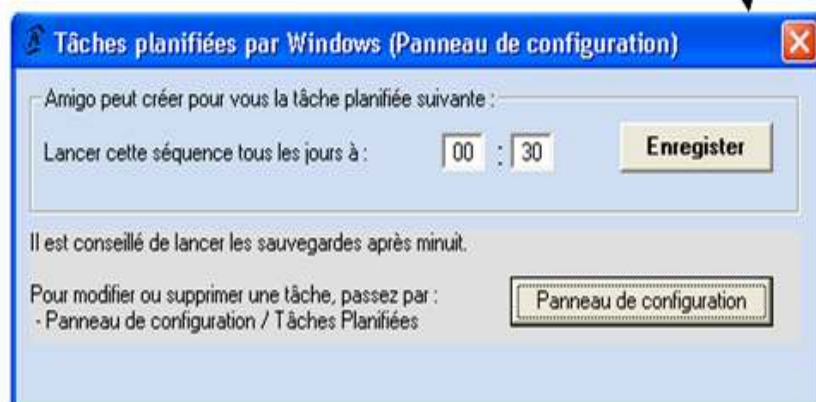 Tâches planifiées par Windows (Panneau de configuration)
Amigo peut créer pour vous la tâche planifiée suivante :
Lancer cette séquence tous les jours à : 00 : 30 Enregister
Il est conseillé de lancer les sauvegardes après minuit.
Pour modifier ou supprimer une tâche, passez par :
- Panneau de configuration / Tâches Planifiées
Panneau de configuration